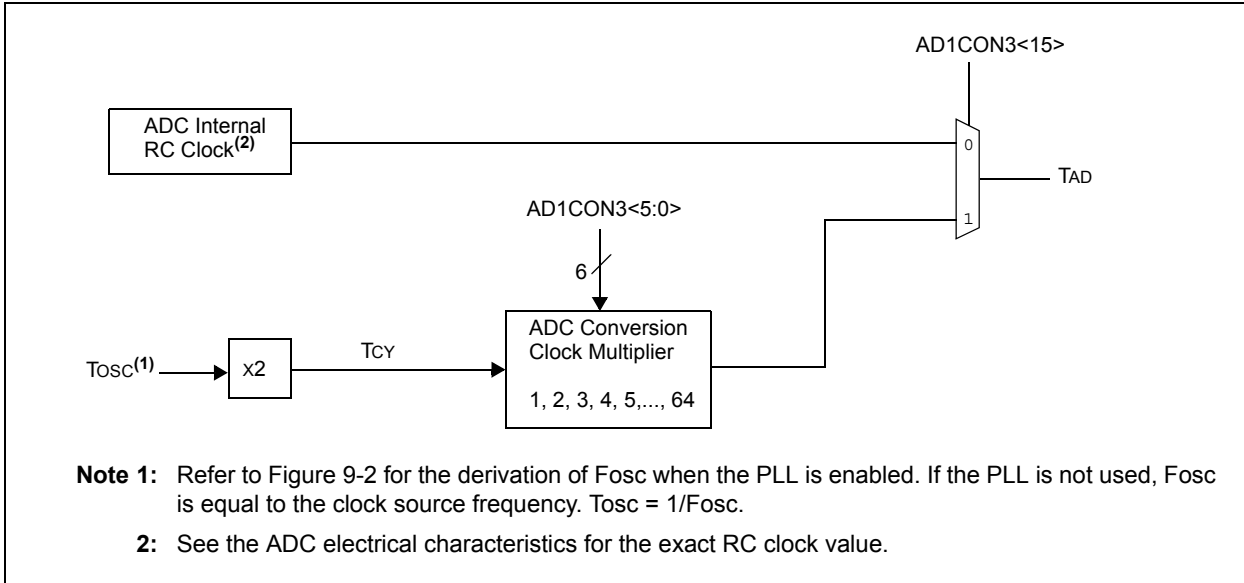 AD1CON3<15>
ADC Internal
RC Clock(2)
0
TAD
AD1CON3<5:0>
1
6
ADC Conversion
Clock Multiplier
TOSC(1)
x2
TCY
1, 2, 3, 4, 5,..., 64
Note 1: Refer to Figure 9-2 for the derivation of Fosc when the PLL is enabled. If the PLL is not used, Fosc
is equal to the clock source frequency. Tosc = 1/Fosc.
2: See the ADC electrical characteristics for the exact RC clock value.